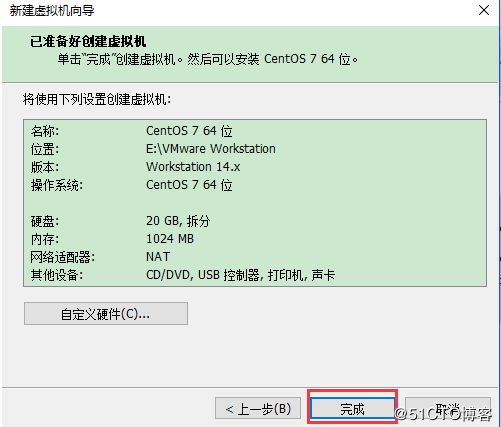 新建虚拟机向导
已准备好创建虚拟机
单击“完成”创建虚拟机。然后可以安装 CentOS 7 64 位。
将使用下列设置创建虚拟机:
名称: CentOS 7 64 位
位置: E:\VMware Workstation
版本: Workstation 14.x
操作系统: CentOS 7 64 位
硬盘: 20 GB, 拆分
内存: 1024 MB
网络适配器: NAT
其他设备: CD/DVD, USB 控制器, 打印机, 声卡
自定义硬件(C)...
< 上一步(B) 完成 取消
@51CTO博客